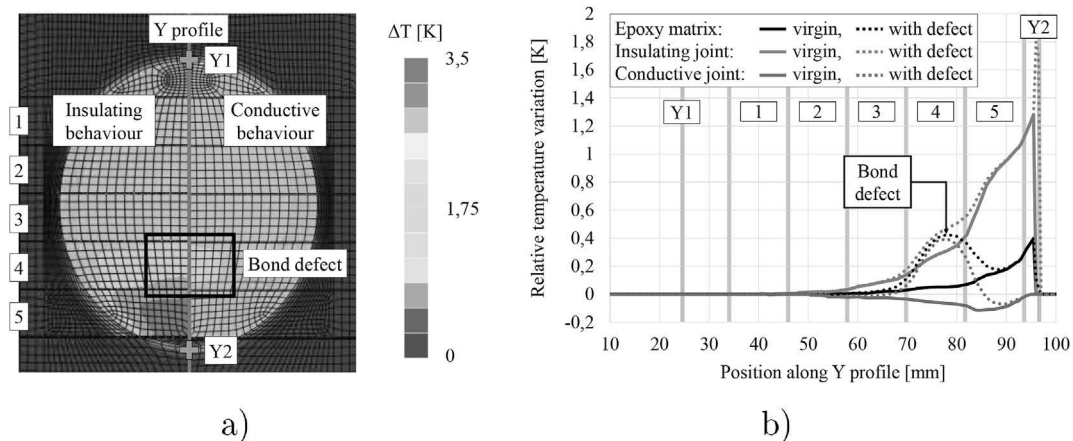 Y profile
ΔT [K]
Y1
3,5
Insulating behaviour
Conductive behaviour
1
2
3
4
5
1,75
Bond defect
Y2
0
a)
Relative temperature variation [K]
2
1,8
1,6
1,4
1,2
1
0,8
0,6
0,4
0,2
0
-0,2
Epoxy matrix: virgin, with defect
Insulating joint: virgin, with defect
Conductive joint: virgin, with defect
Y2
Y1 1 2 3 4 5
Bond
defect
10 20 30 40 50 60 70 80 90 100
Position along Y profile [mm]
b)